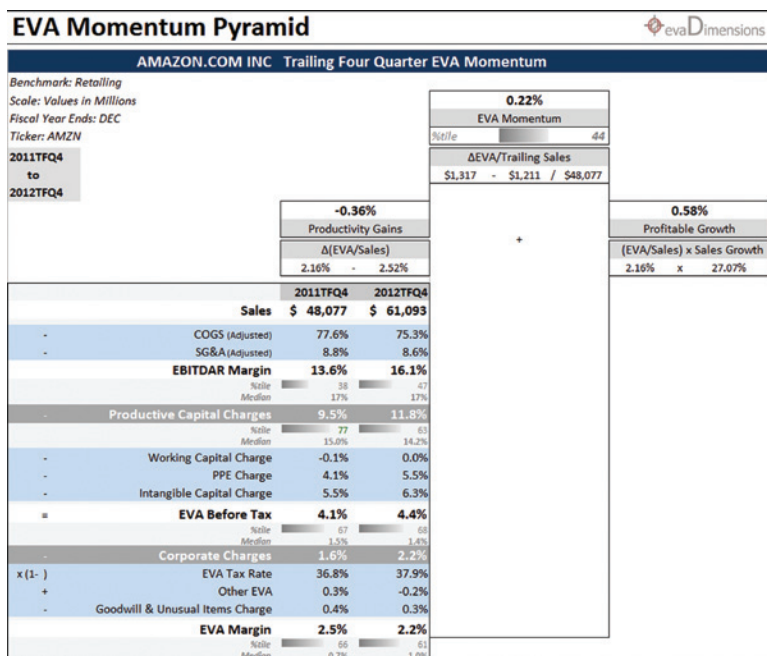 EVA Momentum Pyramid
evaDimensions
AMAZON.COM INC Trailing Four Quarter EVA Momentum
Benchmark: Retailing
Scale: Values in Millions
Fiscal Year Ends: DEC
Ticker: AMZN
2011TFQ4
to
2012TFQ4
0.22%
EVA Momentum
%tile 44
ΔEVA/Trailing Sales
$1,317 - $1,211 / $48,077
-0.36%
Productivity Gains
Δ(EVA/Sales)
2.16% - 2.52%
+
0.58%
Profitable Growth
(EVA/Sales) x Sales Growth
2.16% x 27.07%
2011TFQ4 2012TFQ4
Sales $ 48,077 $ 61,093
- COGS (Adjusted) 77.6% 75.3%
- SG&A (Adjusted) 8.8% 8.6%
EBITDAR Margin 13.6% 16.1%
%tile 38 47
Median 17% 17%
- Productive Capital Charges 9.5% 11.8%
%tile 77 63
Median 15.0% 14.2%
- Working Capital Charge -0.1% 0.0%
- PPE Charge 4.1% 5.5%
- Intangible Capital Charge 5.5% 6.3%
= EVA Before Tax 4.1% 4.4%
%tile 67 68
Median 1.5% 1.4%
- Corporate Charges 1.6% 2.2%
x (1- ) EVA Tax Rate 36.8% 37.9%
+ Other EVA 0.3% -0.2%
- Goodwill & Unusual Items Charge 0.4% 0.3%
EVA Margin 2.5% 2.2%
%tile 66 61
Median